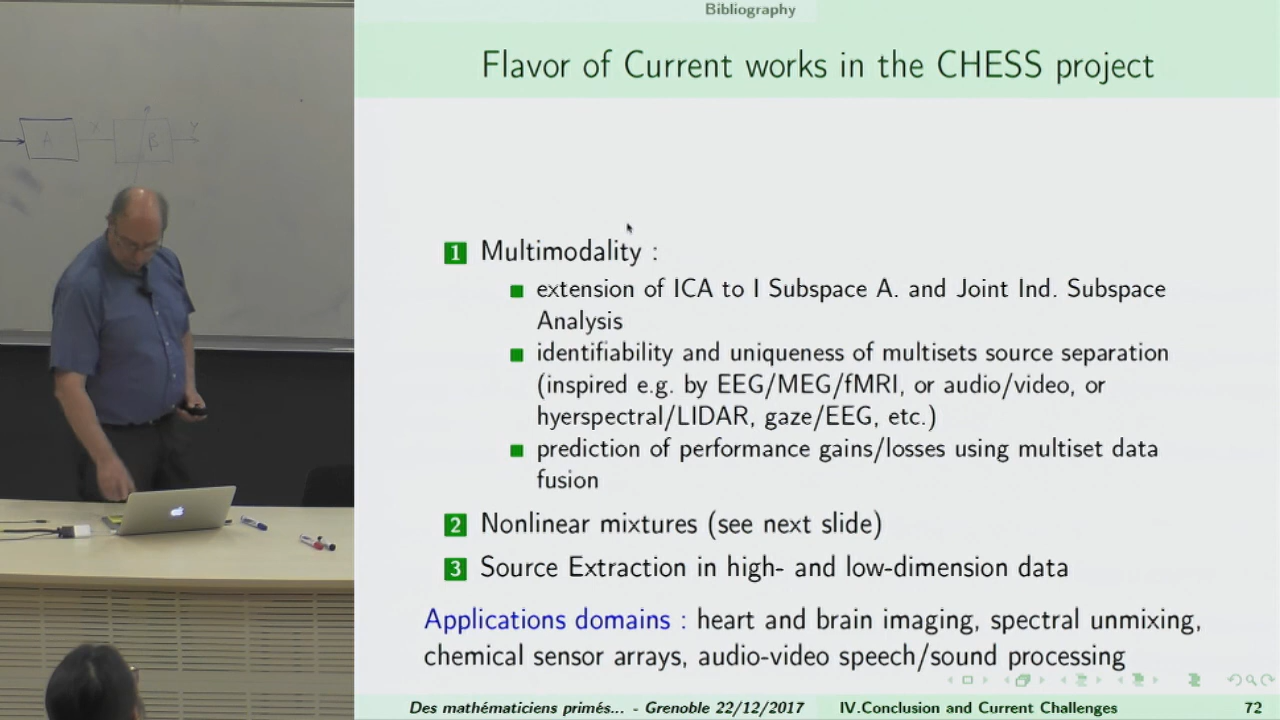 Bibliography
Flavor of Current works in the CHESS project
A
B
Y
1 Multimodality :
extension of ICA to I Subspace A. and Joint Ind. Subspace
Analysis
identifiability and uniqueness of multisets source separation
(inspired e.g. by EEG/MEG/fMRI, or audio/video, or
hyerspectral/LIDAR, gaze/EEG, etc.)
prediction of performance gains/losses using multiset data
fusion
2 Nonlinear mixtures (see next slide)
3 Source Extraction in high- and low-dimension data
Applications domains : heart and brain imaging, spectral unmixing,
chemical sensor arrays, audio-video speech/sound processing
Des mathématiciens primés... - Grenoble 22/12/2017 IV.Conclusion and Current Challenges 72